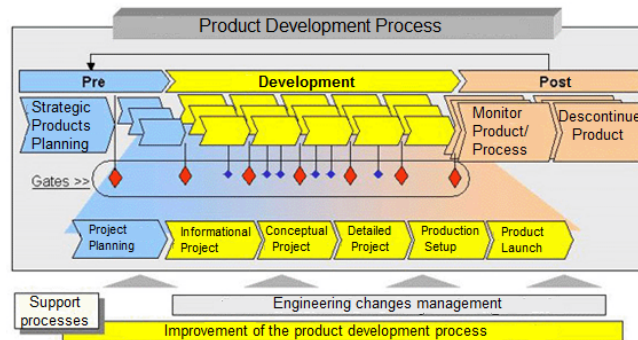 Product Development Process
Pre
Development
Post
Strategic
Products
Planning
Monitor
Product/
Process
Discontinue
Product
Gates >>
Project
Planning
Informational
Project
Conceptual
Project
Detailed
Project
Production
Setup
Product
Launch
Support
processes
Engineering changes management
Improvement of the product development process